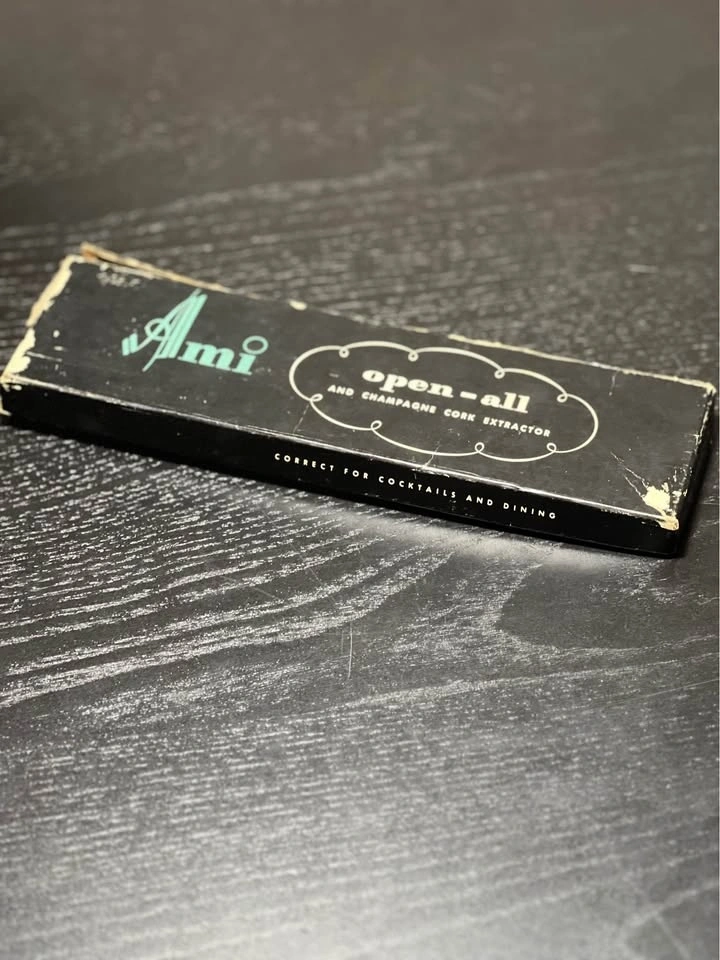 Ami
open-all
AND CHAMPAGNE CORK EXTRACTOR
CORRECT FOR COCKTAILS AND DINING